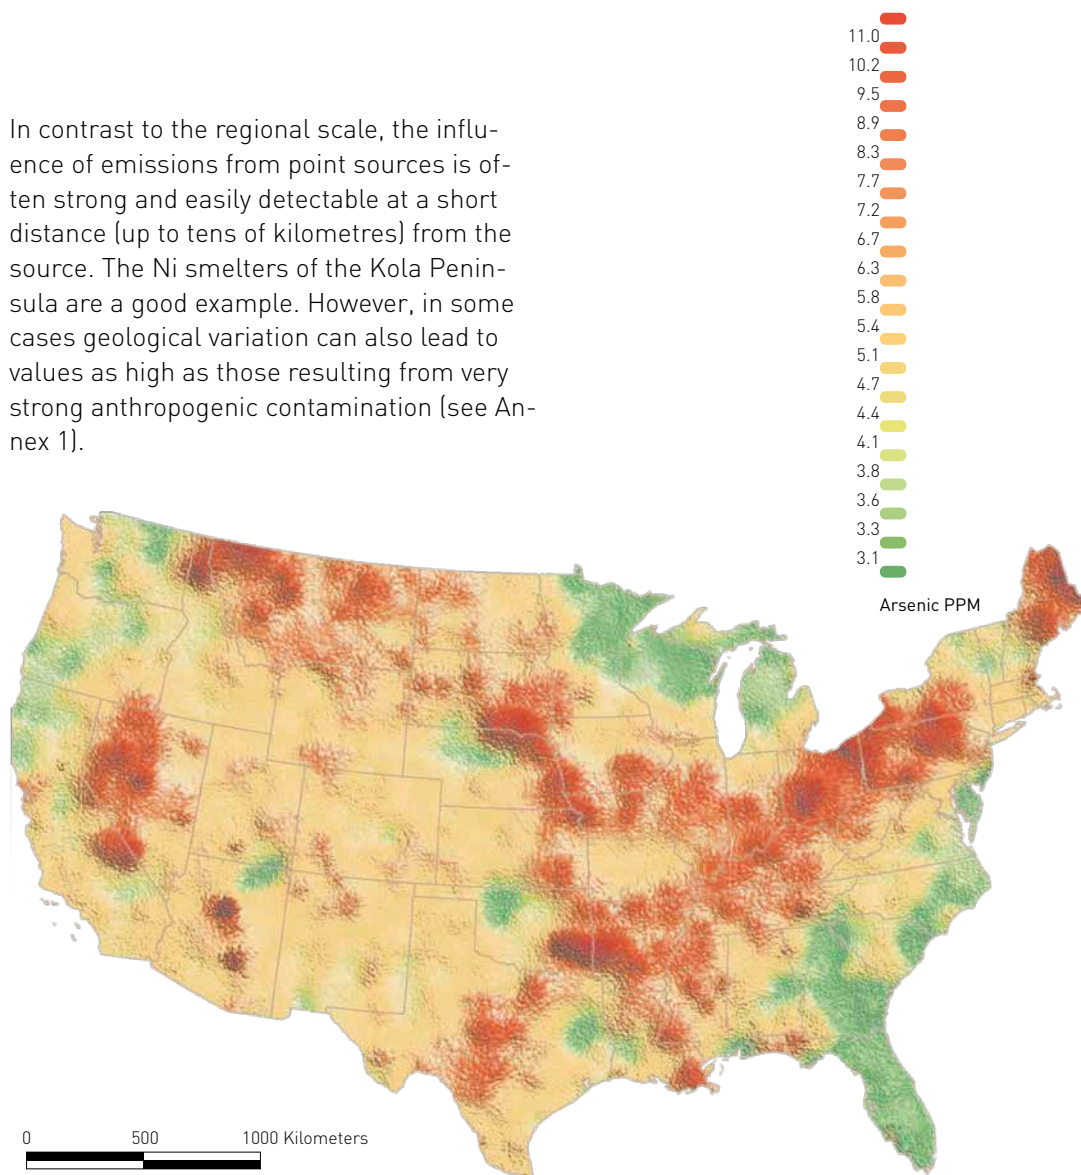 In contrast to the regional scale, the influ-
ence of emissions from point sources is of-
ten strong and easily detectable at a short
distance (up to tens of kilometres) from the
source. The Ni smelters of the Kola Penin-
sula are a good example. However, in some
cases geological variation can also lead to
values as high as those resulting from very
strong anthropogenic contamination (see An-
nex 1).
11.0
10.2
9.5
8.9
8.3
7.7
7.2
6.7
6.3
5.8
5.4
5.1
4.7
4.4
4.1
3.8
3.6
3.3
3.1
Arsenic PPM
0 500 1000 Kilometers